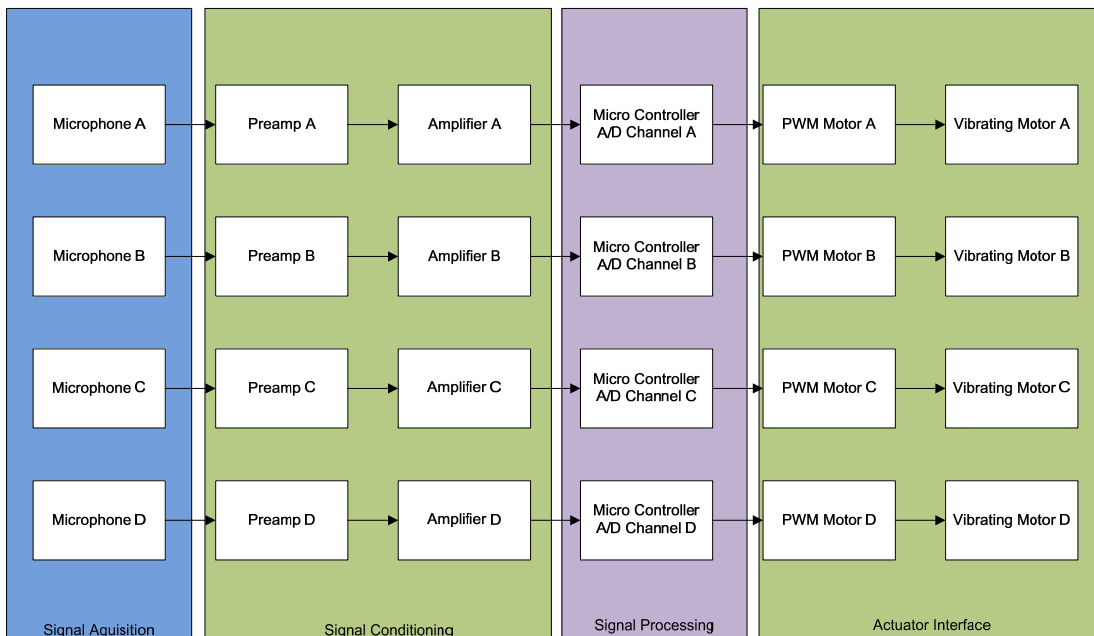 Microphone A
Preamp A
Amplifier A
Micro Controller
A/D Channel A
PWM Motor A
Vibrating Motor A
Microphone B
Preamp B
Amplifier B
Micro Controller
A/D Channel B
PWM Motor B
Vibrating Motor B
Microphone C
Preamp C
Amplifier C
Micro Controller
A/D Channel C
PWM Motor C
Vibrating Motor C
Microphone D
Preamp D
Amplifier D
Micro Controller
A/D Channel D
PWM Motor D
Vibrating Motor D
Signal Aquisition
Signal Conditioning
Signal Processing
Actuator Interface